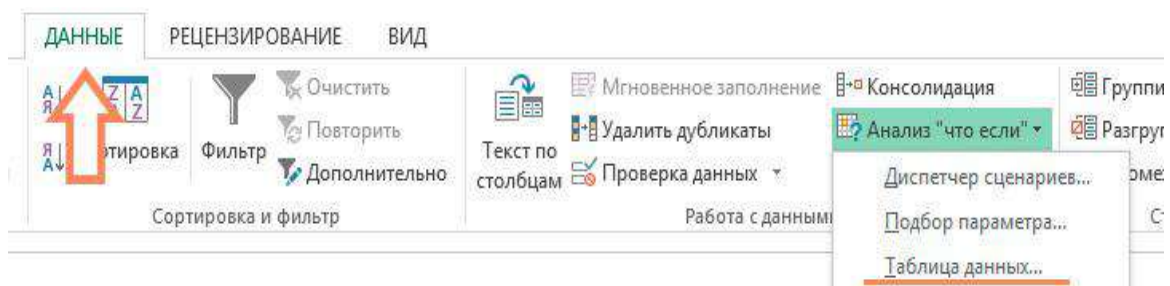 ДАННЫЕ РЕЦЕНЗИРОВАНИЕ ВИД
Очистить
Повторить
Дополнительно
Фильтр
Сортировка и фильтр
Текст по
столбцам
Мгновенное заполнение
Удалить дубликаты
Проверка данных
Работа с данными
Консолидация
Анализ "что если"
Диспетчер сценариев...
Подбор параметра...
Таблица данных...